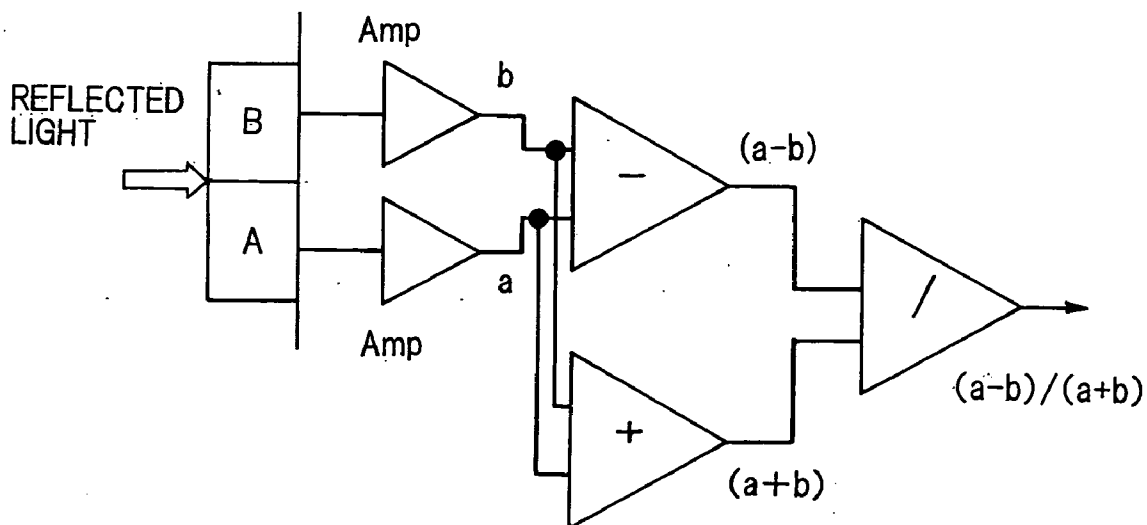 Amp
b
REFLECTED
LIGHT
B
(a-b)
−
A
a
/
Amp
(a-b)/(a+b)
+
(a+b)